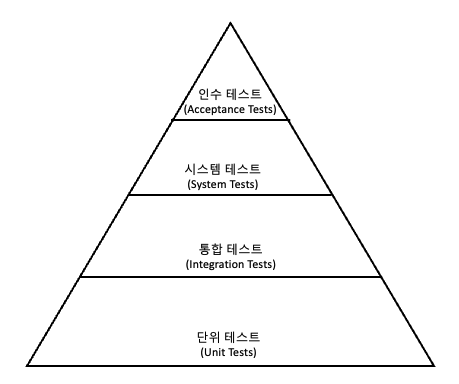 인수 테스트
(Acceptance Tests)
시스템 테스트
(System Tests)
통합 테스트
(Integration Tests)
단위 테스트
(Unit Tests)